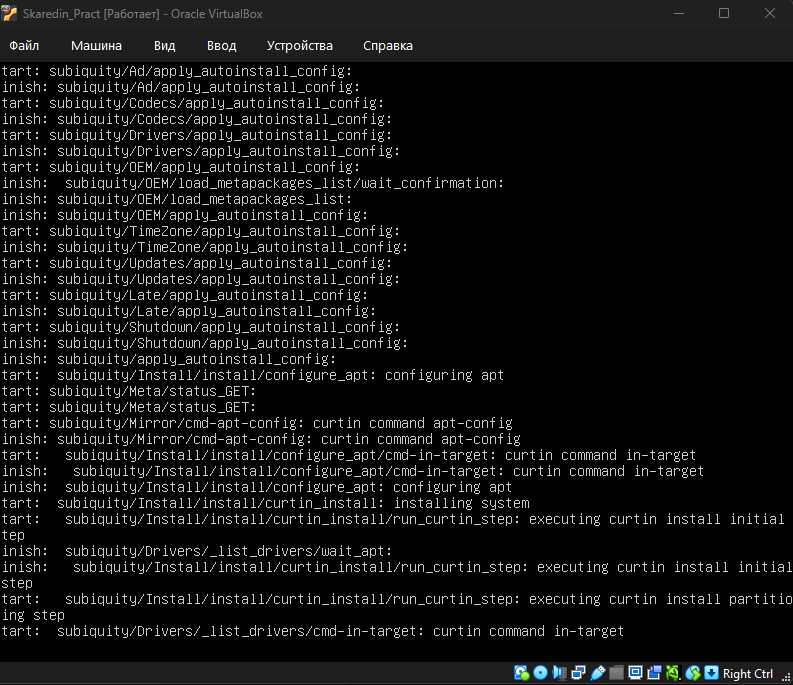 Skaredin_Pract [Работает] - Oracle VirtualBox
Файл Машина Вид Ввод Устройства Справка
tart: subiquity/Ad/apply_autoinstall_config:
inish: subiquity/Ad/apply_autoinstall_config:
tart: subiquity/Codecs/apply_autoinstall_config:
inish: subiquity/Codecs/apply_autoinstall_config:
tart: subiquity/Drivers/apply_autoinstall_config:
inish: subiquity/Drivers/apply_autoinstall_config:
tart: subiquity/OEM/apply_autoinstall_config:
inish:  subiquity/OEM/load_metapackages_list/wait_confirmation:
inish: subiquity/OEM/load_metapackages_list:
inish: subiquity/OEM/apply_autoinstall_config:
tart: subiquity/TimeZone/apply_autoinstall_config:
inish: subiquity/TimeZone/apply_autoinstall_config:
tart: subiquity/Updates/apply_autoinstall_config:
inish: subiquity/Updates/apply_autoinstall_config:
tart: subiquity/Late/apply_autoinstall_config:
inish: subiquity/Late/apply_autoinstall_config:
tart: subiquity/Shutdown/apply_autoinstall_config:
inish: subiquity/Shutdown/apply_autoinstall_config:
inish: subiquity/apply_autoinstall_config:
tart:  subiquity/Install/install/configure_apt: configuring apt
tart: subiquity/Meta/status_GET:
tart: subiquity/Meta/status_GET:
tart: subiquity/Mirror/cmd-apt-config: curtin command apt-config
inish: subiquity/Mirror/cmd-apt-config: curtin command apt-config
tart:   subiquity/Install/install/configure_apt/cmd-in-target: curtin command in-target
inish:   subiquity/Install/install/configure_apt/cmd-in-target: curtin command in-target
inish:  subiquity/Install/install/configure_apt: configuring apt
tart:  subiquity/Install/install/curtin_install: installing system
tart:   subiquity/Install/install/curtin_install/run_curtin_step: executing curtin install initial
tep
inish:  subiquity/Drivers/_list_drivers/wait_apt:
inish:   subiquity/Install/install/curtin_install/run_curtin_step: executing curtin install initial
step
tart:   subiquity/Install/install/curtin_install/run_curtin_step: executing curtin install partitio
ing step
tart:  subiquity/Drivers/_list_drivers/cmd-in-target: curtin command in-target
Right Ctrl